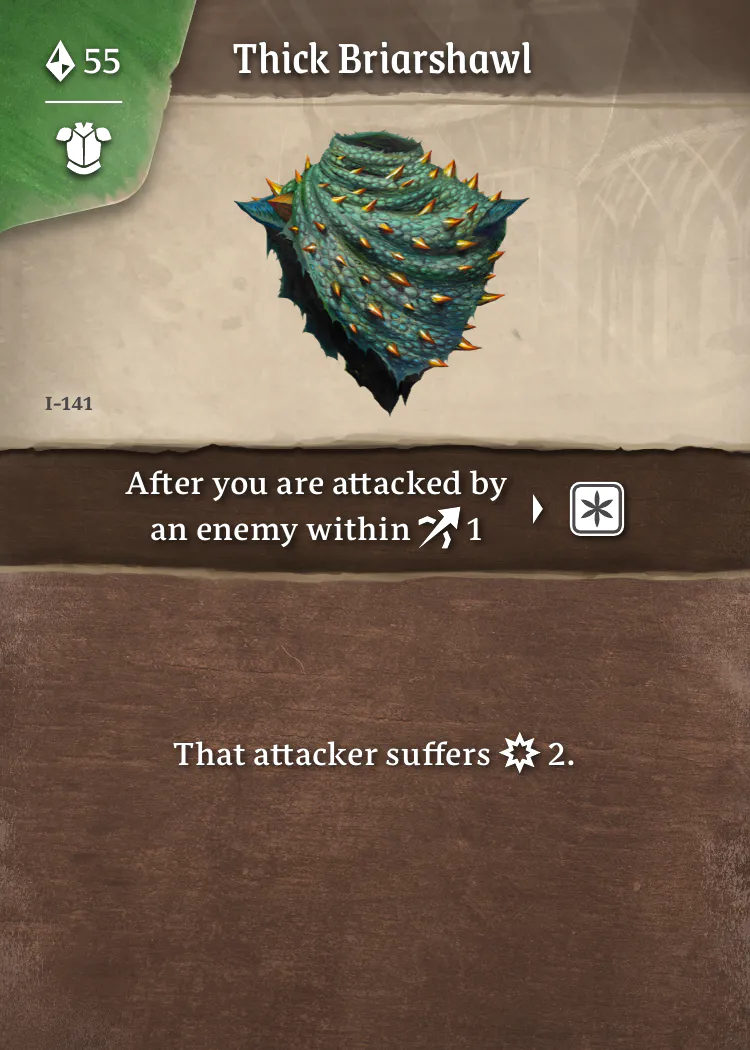 55
Thick Briarshawl
I-141
After you are attacked by
an enemy within 1
That attacker suffers 2.